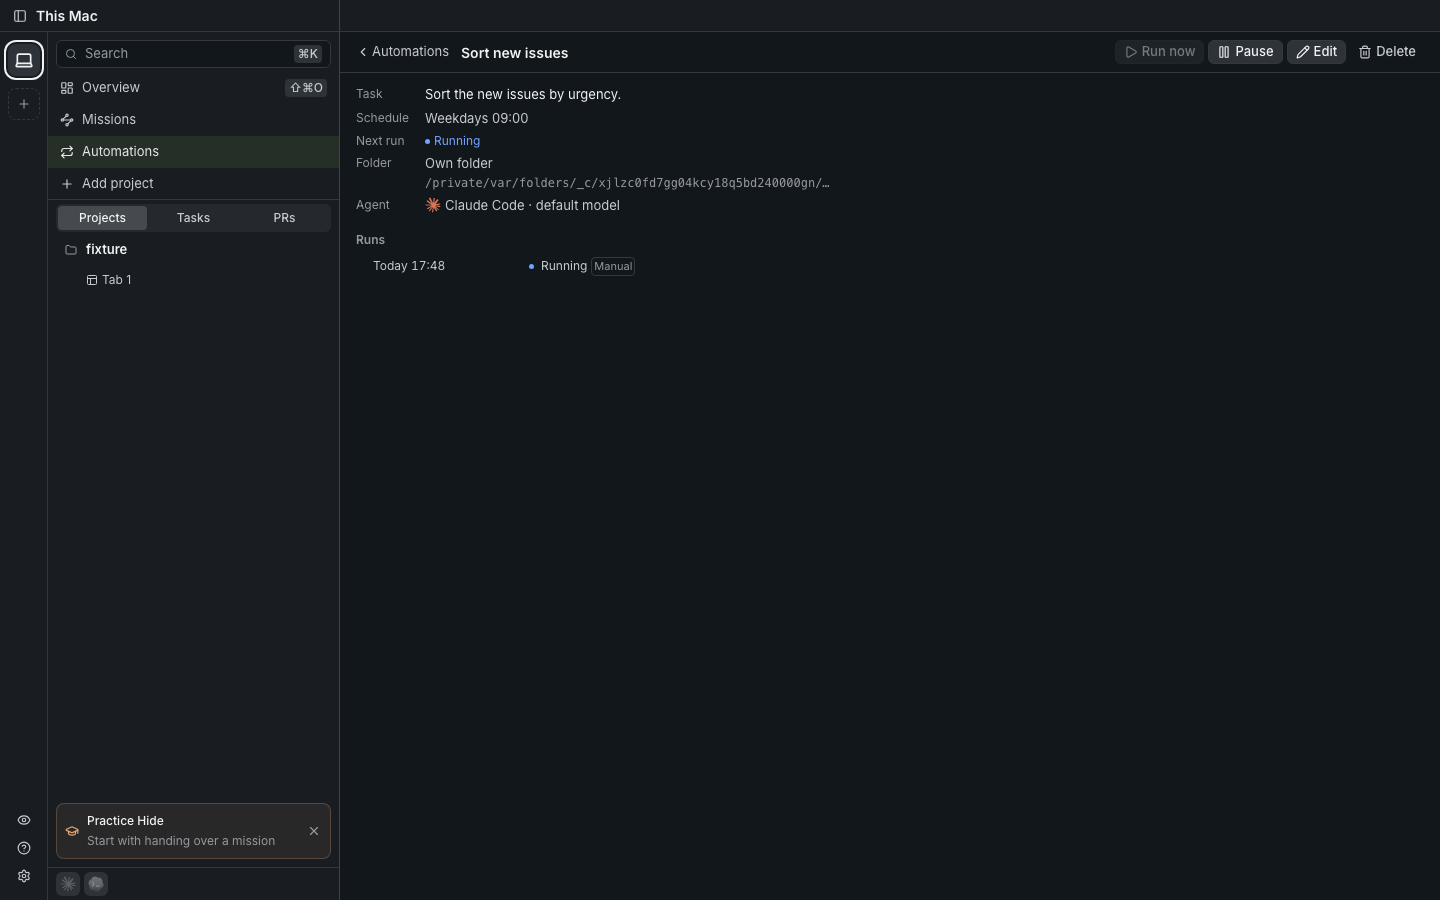 This Mac
Search ⌘K
Overview ⇧⌘O
Missions
Automations
Add project
Projects Tasks PRs
fixture
Tab 1
Practice Hide
Start with handing over a mission
Automations Sort new issues Run now Pause Edit Delete
Task Sort the new issues by urgency.
Schedule Weekdays 09:00
Next run Running
Folder Own folder
/private/var/folders/_c/xjlzc0fd7gg04kcy18q5bd240000gn/…
Agent Claude Code · default model
Runs
Today 17:48 Running Manual